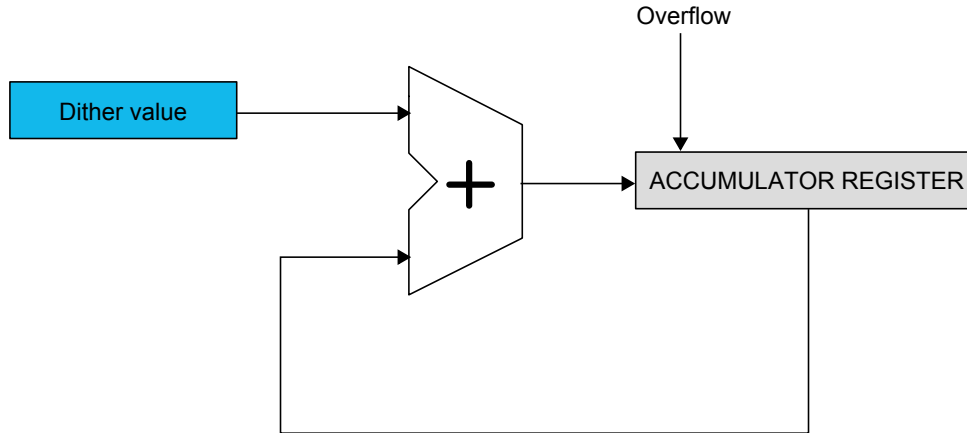 Overflow
Dither value
ACCUMULATOR REGISTER
+